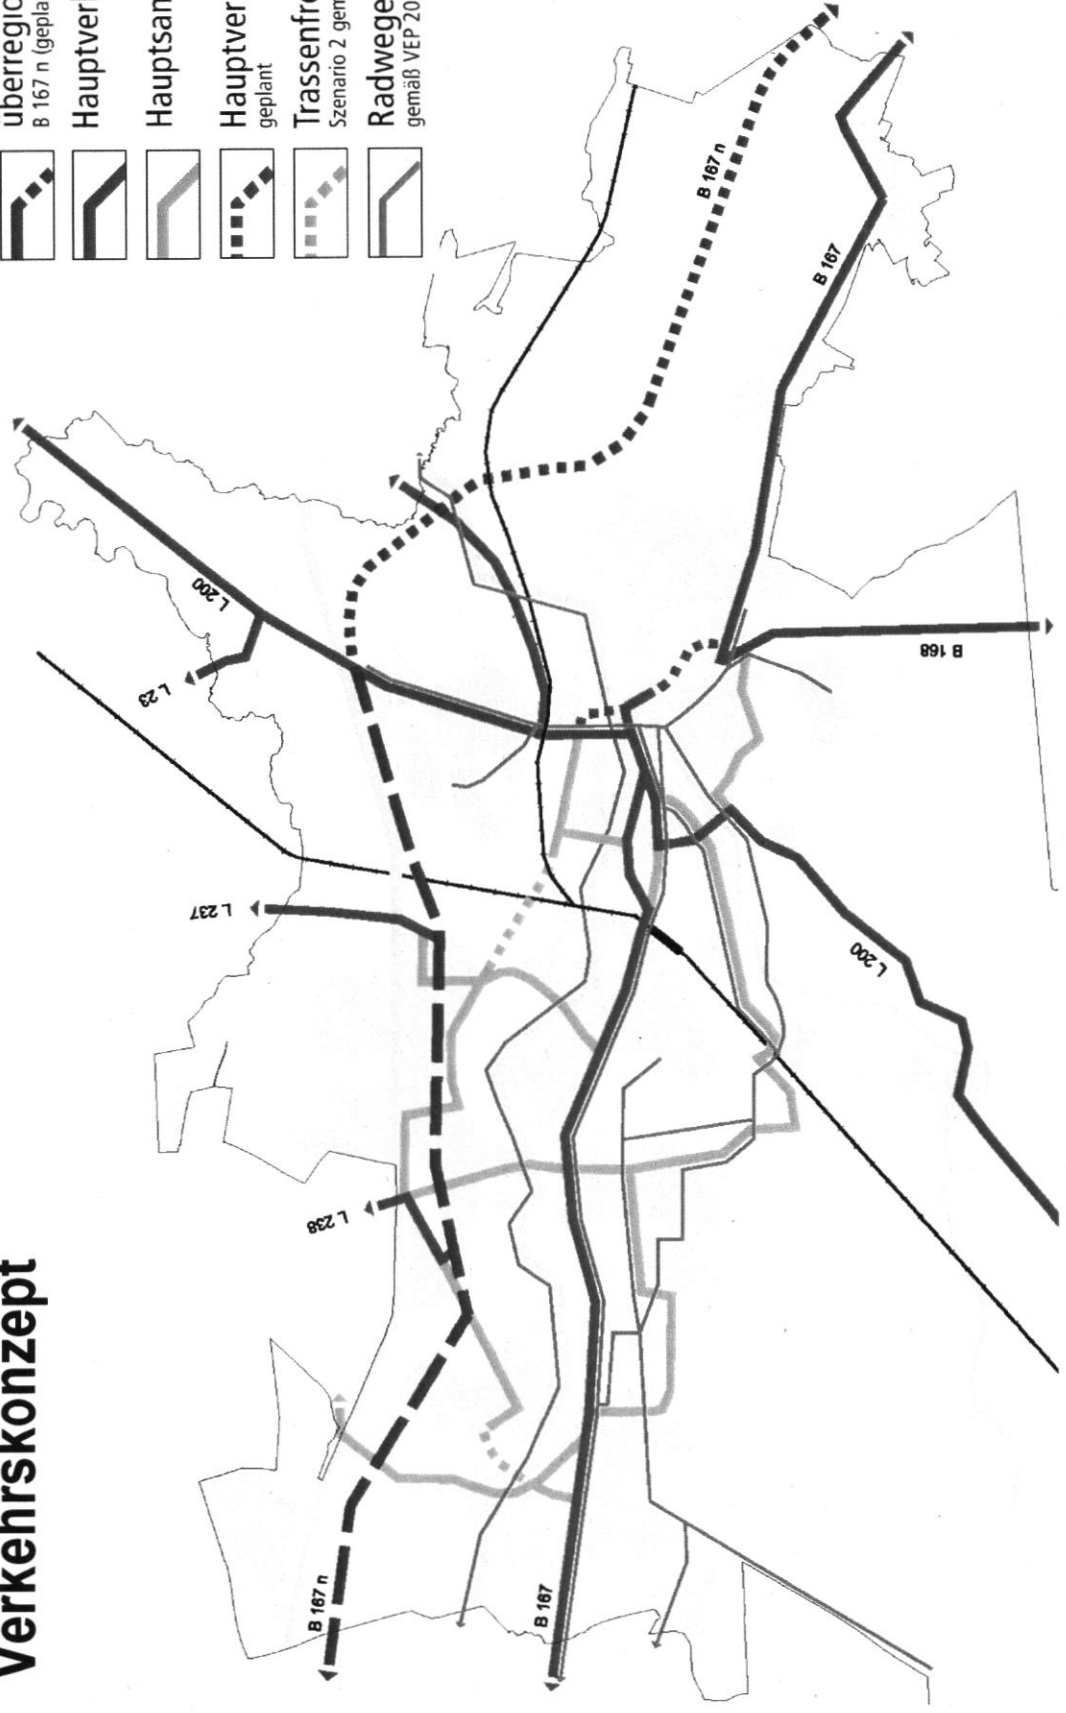 Verkehrskonzept
überregio
B 167 n (gepla
Hauptverl
Hauptsan
Hauptver
geplant
Trassenfre
Szenario 2 gem
Radwege
gemäß VEP 20
B 167 n
B 167
L 238
L 237
L 23
L 200
L 200
B 168
B 167
B 167 n